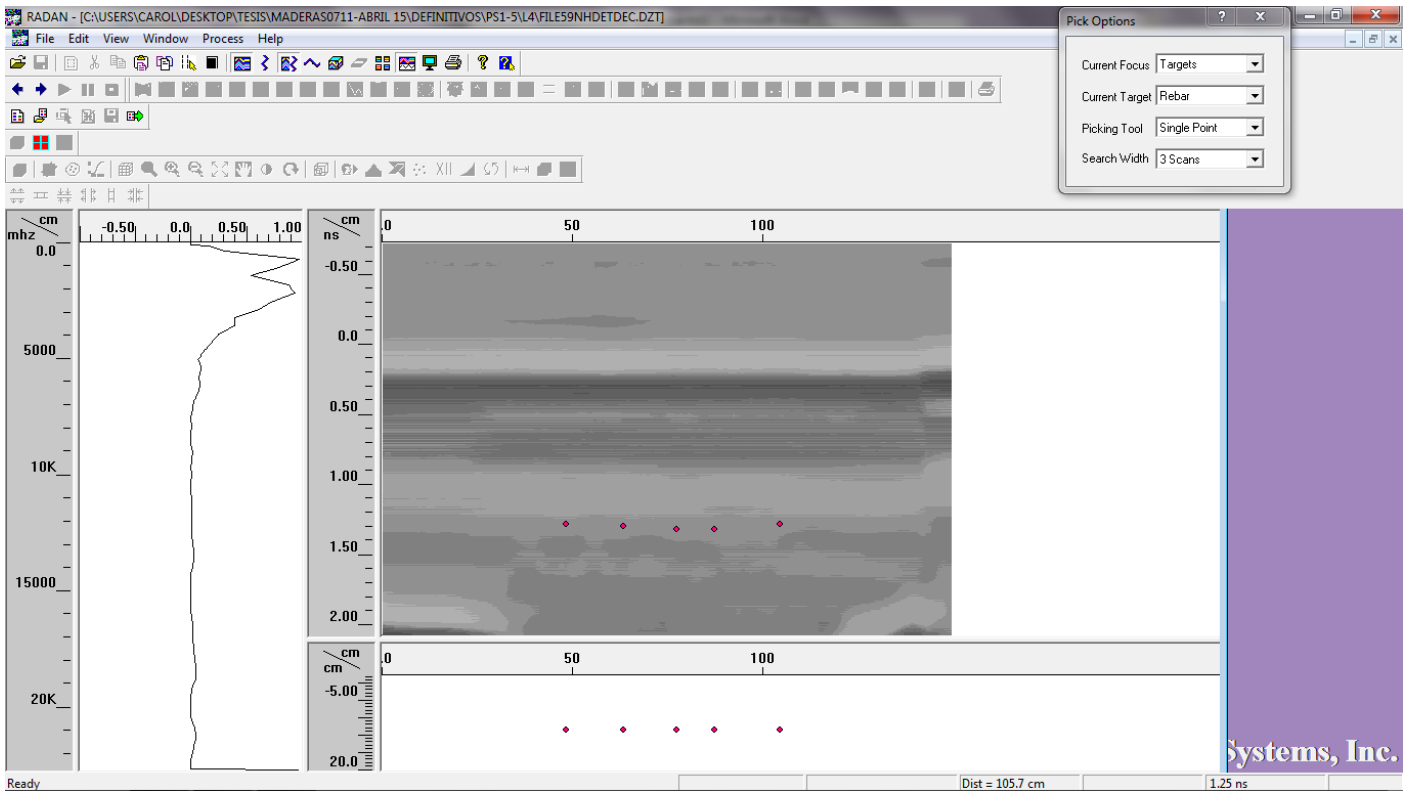 RADAN - [C:\USERS\CAROL\DESKTOP\TESIS\MADERAS0711-ABRIL 15\DEFINITIVOS\PS1-5\L4\FILE59NHDETDEC.DZT]
File Edit View Window Process Help
Pick Options
Current Focus Targets
Current Target Rebar
Picking Tool Single Point
Search Width 3 Scans
cm
mhz
-0.50 0.0 0.50 1.00
0.0
5000
10K
15000
20K
cm
ns
.0 50 100
-0.50
0.0
0.50
1.00
1.50
2.00
cm
cm
.0 50 100
-5.00
20.0
Systems, Inc.
Ready
Dist = 105.7 cm
1.25 ns